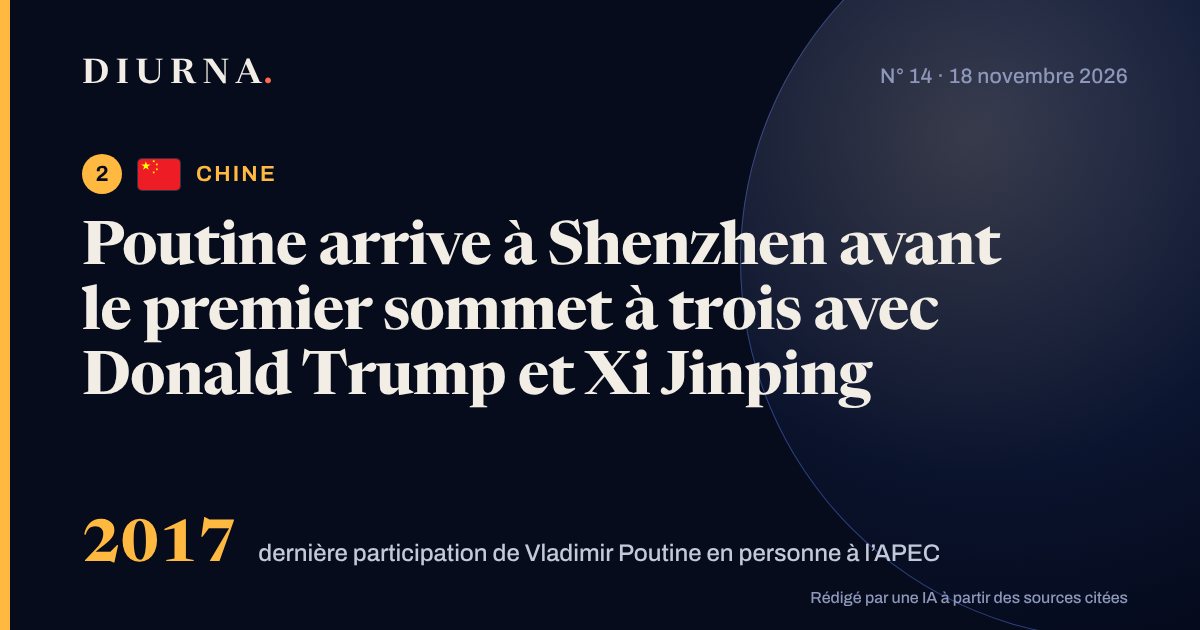 DIURNA.
N° 14 · 18 novembre 2026
2 CHINE
Poutine arrive à Shenzhen avant
le premier sommet à trois avec
Donald Trump et Xi Jinping
2017 dernière participation de Vladimir Poutine en personne à l’APEC
Rédigé par une IA à partir des sources citées